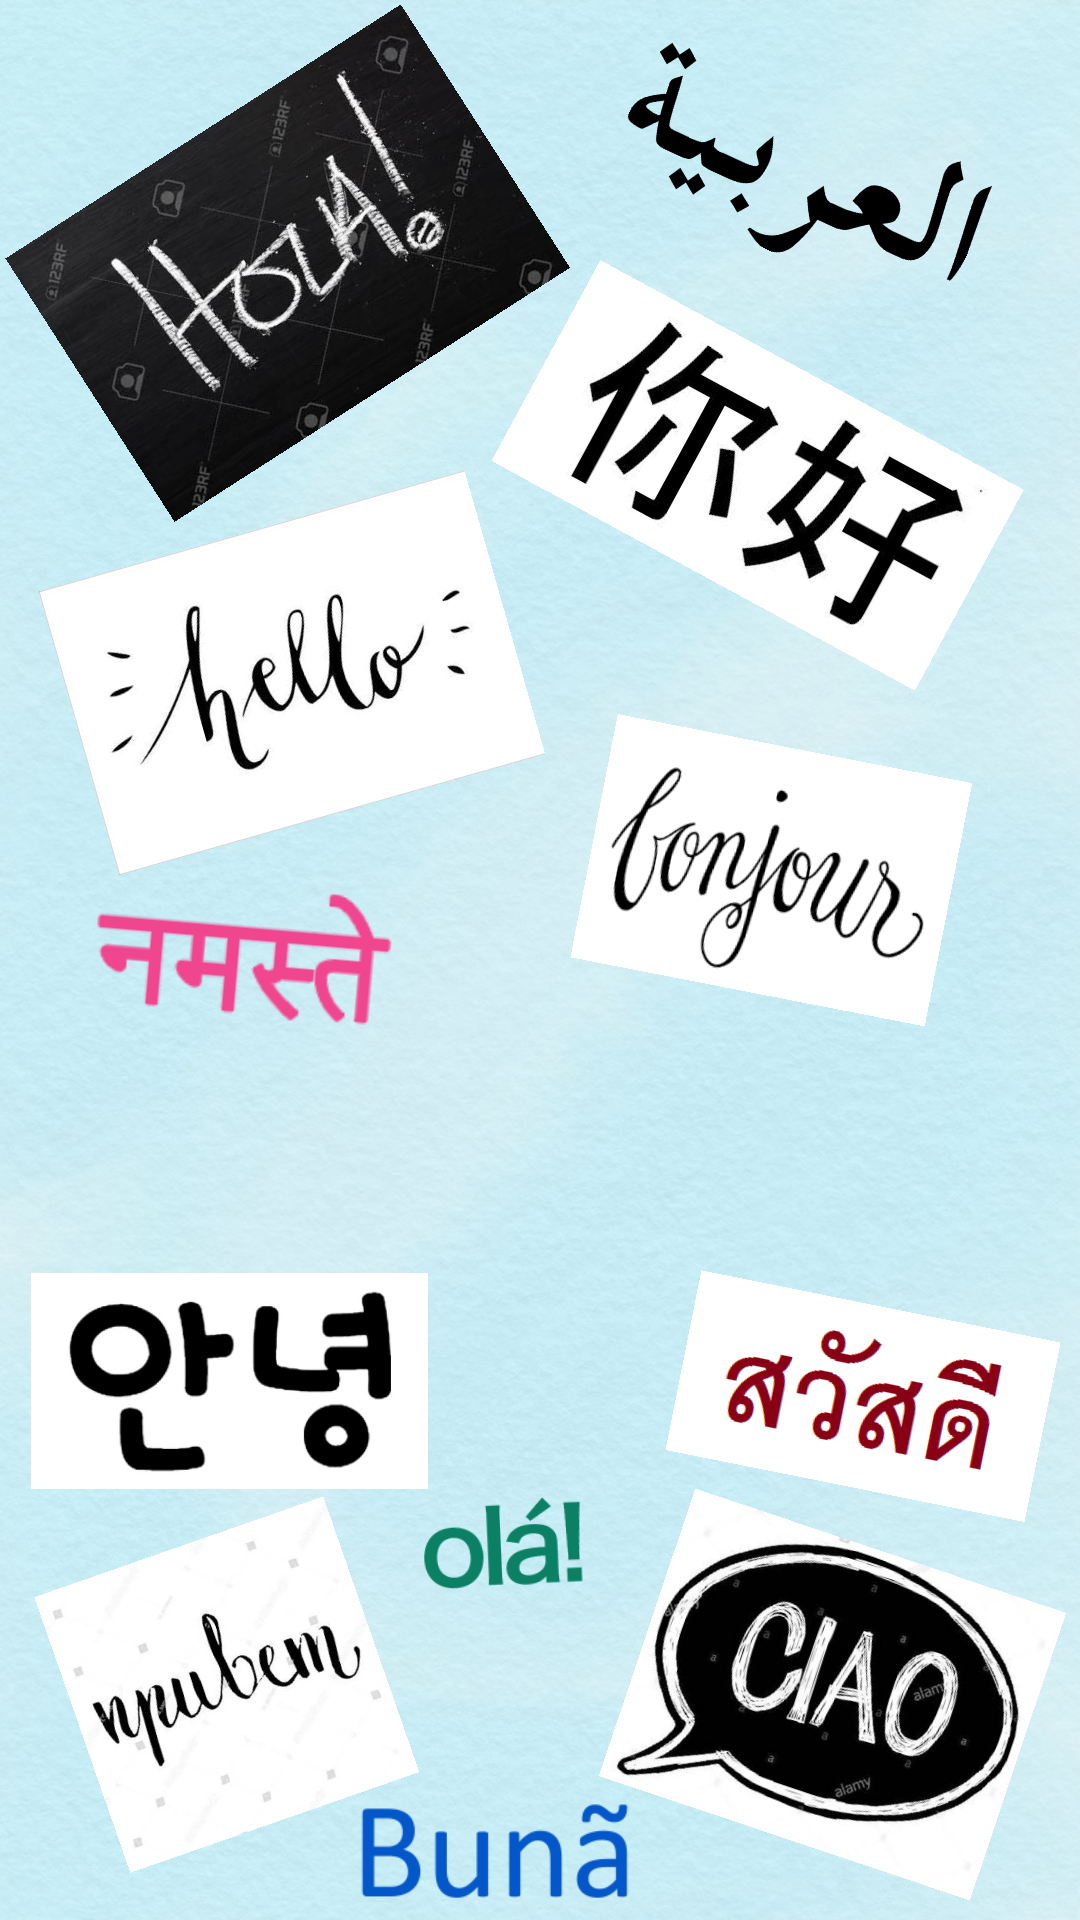 HOLA!
العربية
你好
hello
bonjour
नमस्ते
안녕
สวัสดี
olá!
привет
CIAO
Bunã